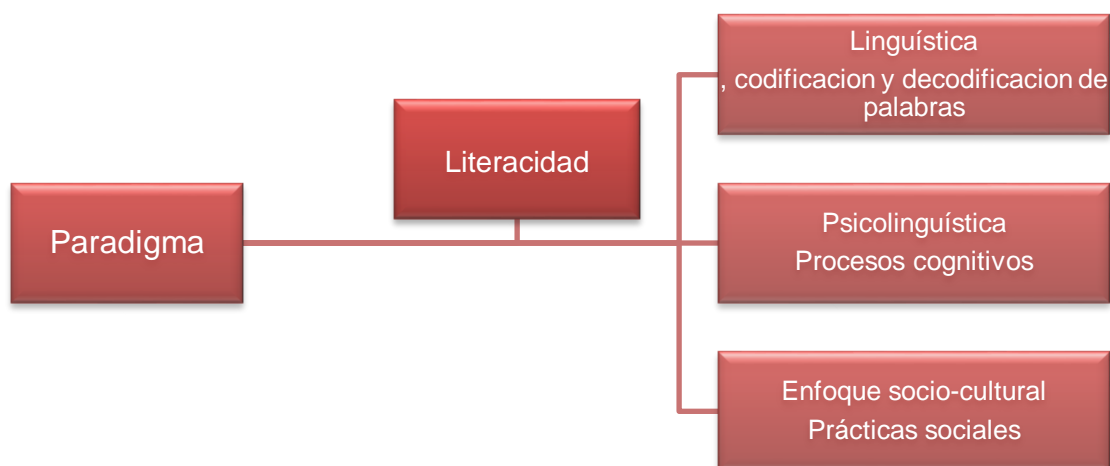 Paradigma
Literacidad
Linguística
, codificacion y decodificacion de
palabras
Psicolinguística
Procesos cognitivos
Enfoque socio-cultural
Prácticas sociales